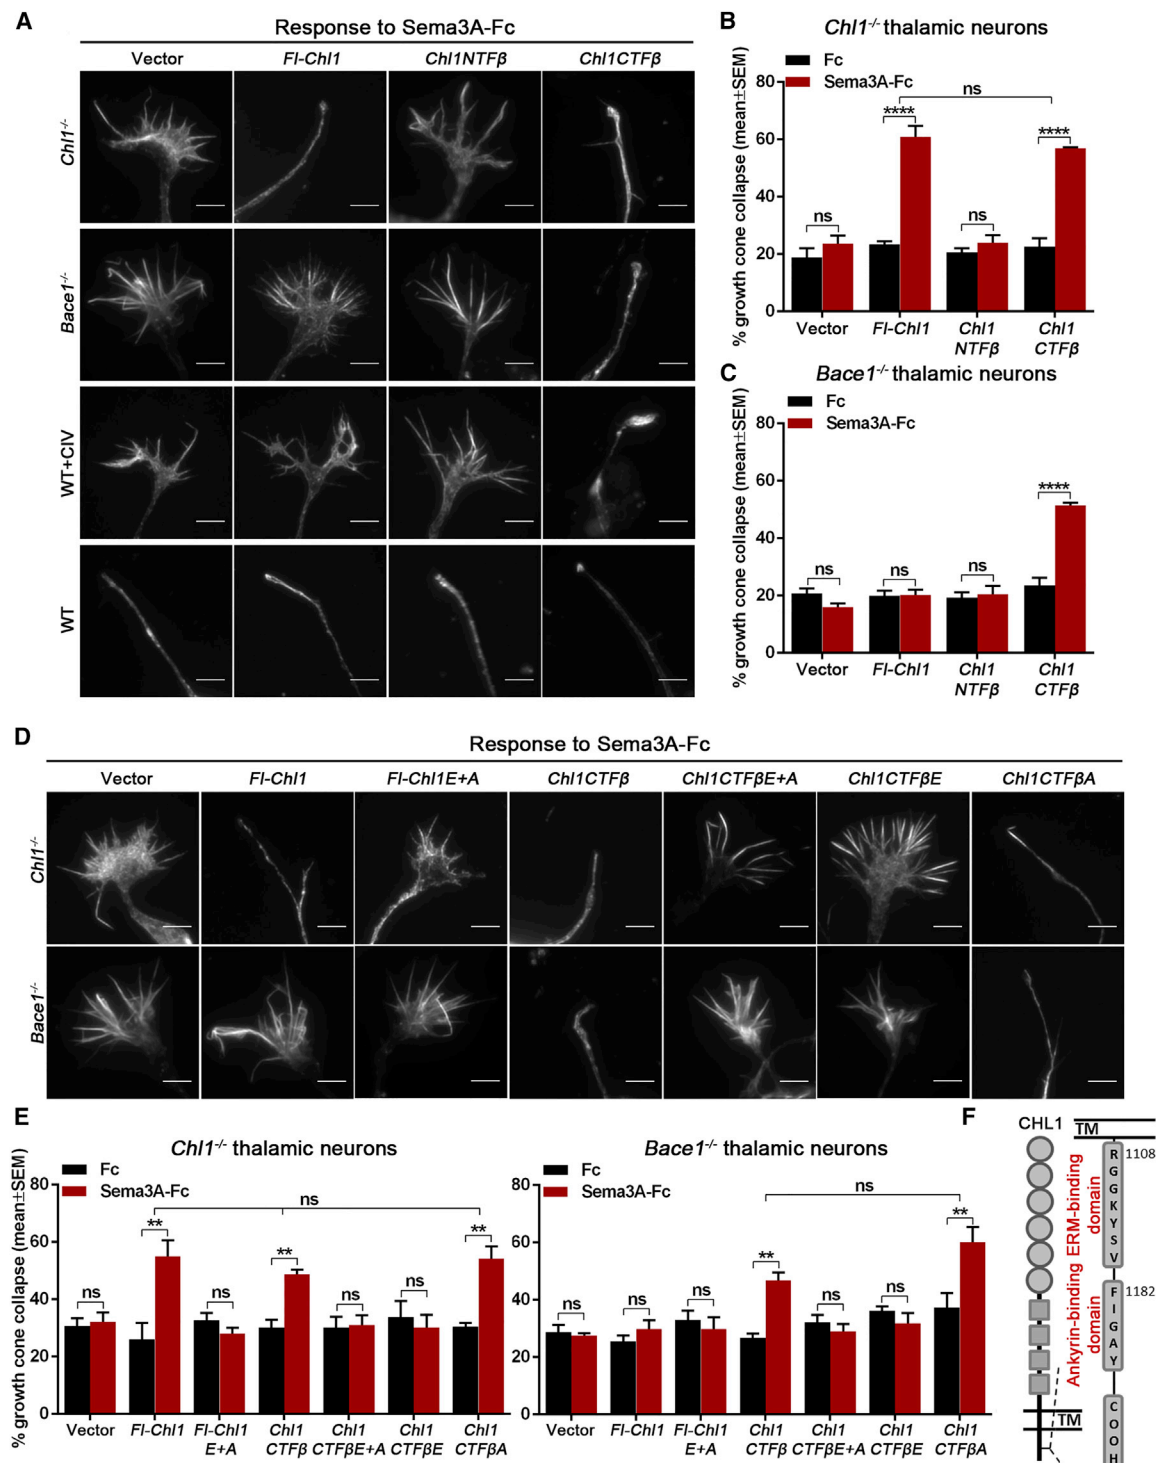 A
Response to Sema3A-Fc
Vector Fl-Chl1 Chl1NTFβ Chl1CTFβ
Chl1-/-
Bace1-/-
WT+CIV
WT
B
Chl1-/- thalamic neurons
Fc
Sema3A-Fc
% growth cone collapse (mean±SEM)
80
60
40
20
0
ns
ns
****
ns
****
Vector Fl-Chl1 Chl1 Chl1
NTFβ CTFβ
C
Bace1-/- thalamic neurons
Fc
Sema3A-Fc
% growth cone collapse (mean±SEM)
80
60
40
20
0
ns
ns
ns
****
Vector Fl-Chl1 Chl1 Chl1
NTFβ CTFβ
D
Response to Sema3A-Fc
Vector Fl-Chl1 Fl-Chl1E+A Chl1CTFβ Chl1CTFβE+A Chl1CTFβE Chl1CTFβA
Chl1-/-
Bace1-/-
E
Chl1-/- thalamic neurons
Fc
Sema3A-Fc
% growth cone collapse (mean±SEM)
80
60
40
20
0
ns
ns
**
ns
**
ns
ns
**
Vector Fl-Chl1 Fl-Chl1 Chl1 Chl1 Chl1 Chl1
E+A CTFβ CTFβE+A CTFβE CTFβA
Bace1-/- thalamic neurons
Fc
Sema3A-Fc
80
60
40
20
0
ns
ns
ns
ns
**
ns
ns
**
Vector Fl-Chl1 Fl-Chl1 Chl1 Chl1 Chl1 Chl1
E+A CTFβ CTFβE+A CTFβE CTFβA
F
CHL1
TM
ERM-binding
domain
RGGKYSV
1108
Ankyrin-binding
domain
FIGAY
1182
TM
COOH